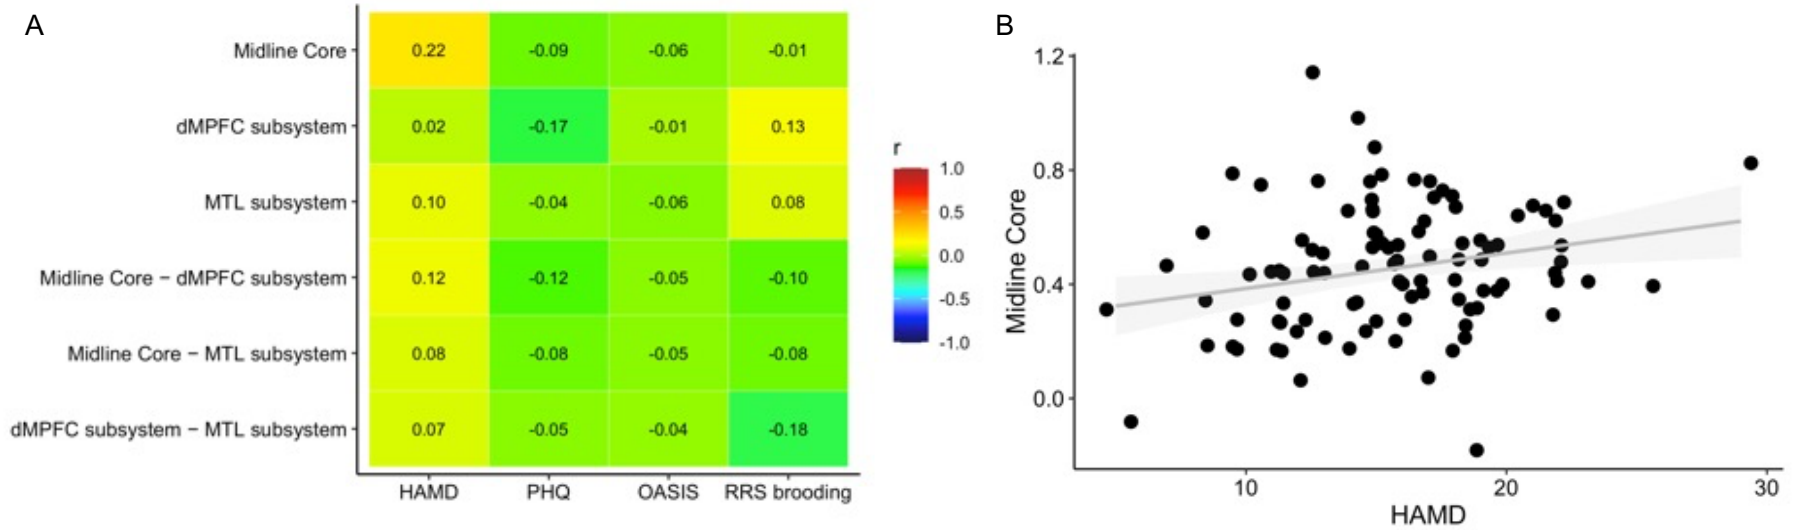 A
Midline Core 0.22 -0.09 -0.06 -0.01
dMPFC subsystem 0.02 -0.17 -0.01 0.13
MTL subsystem 0.10 -0.04 -0.06 0.08
Midline Core − dMPFC subsystem 0.12 -0.12 -0.05 -0.10
Midline Core − MTL subsystem 0.08 -0.08 -0.05 -0.08
dMPFC subsystem − MTL subsystem 0.07 -0.05 -0.04 -0.18
HAMD PHQ OASIS RRS brooding
r
1.0
0.5
0.0
-0.5
-1.0
B
Midline Core
1.2
0.8
0.4
0.0
10 20 30
HAMD